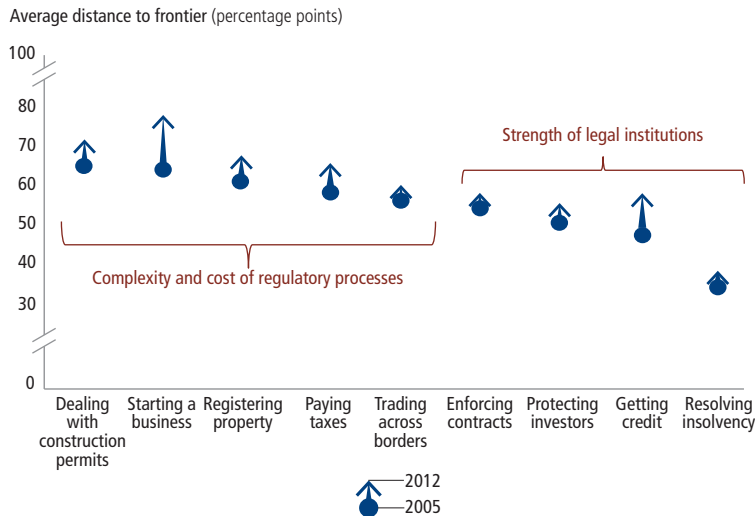 Average distance to frontier (percentage points)
100
80
70
60
50
40
30
0
Strength of legal institutions
Complexity and cost of regulatory processes
Dealing
with
construction
permits
Starting a
business
Registering
property
Paying
taxes
Trading
across
borders
Enforcing
contracts
Protecting
investors
Getting
credit
Resolving
insolvency
2012
2005